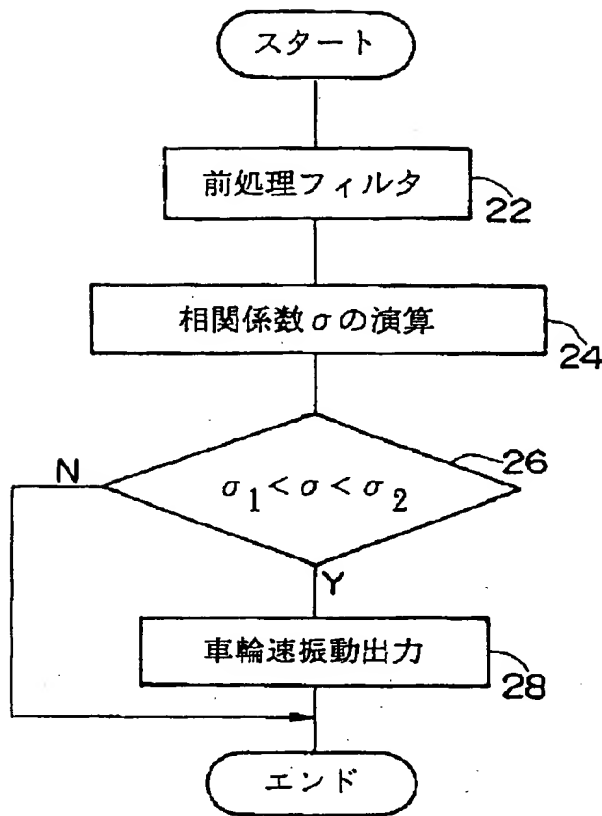 スタート
前処理フィルタ
22
相関係数σの演算
24
26
N
σ1<σ<σ2
Y
車輪速振動出力
28
エンド